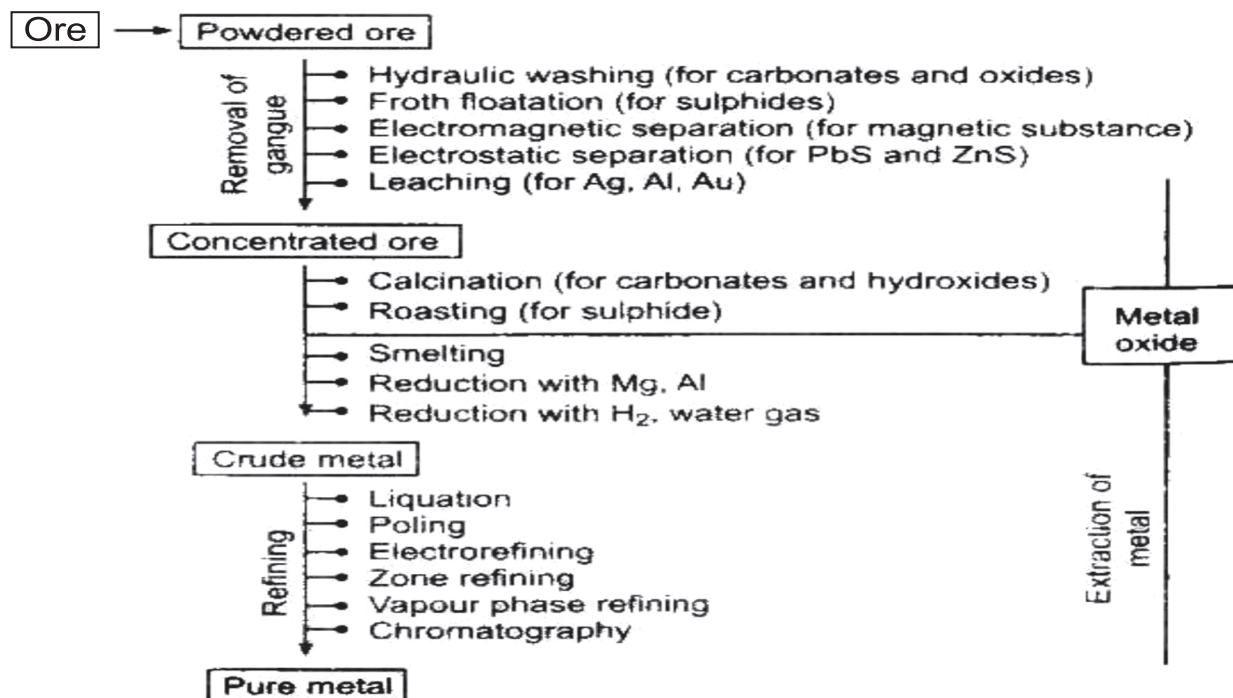 Ore
Powdered ore
Removal of
gangue
Hydraulic washing (for carbonates and oxides)
Froth floatation (for sulphides)
Electromagnetic separation (for magnetic substance)
Electrostatic separation (for PbS and ZnS)
Leaching (for Ag, Al, Au)
Concentrated ore
Calcination (for carbonates and hydroxides)
Roasting (for sulphide)
Metal
oxide
Smelting
Reduction with Mg, Al
Reduction with H₂, water gas
Extraction of
metal
Crude metal
Refining
Liquation
Poling
Electrorefining
Zone refining
Vapour phase refining
Chromatography
Pure metal